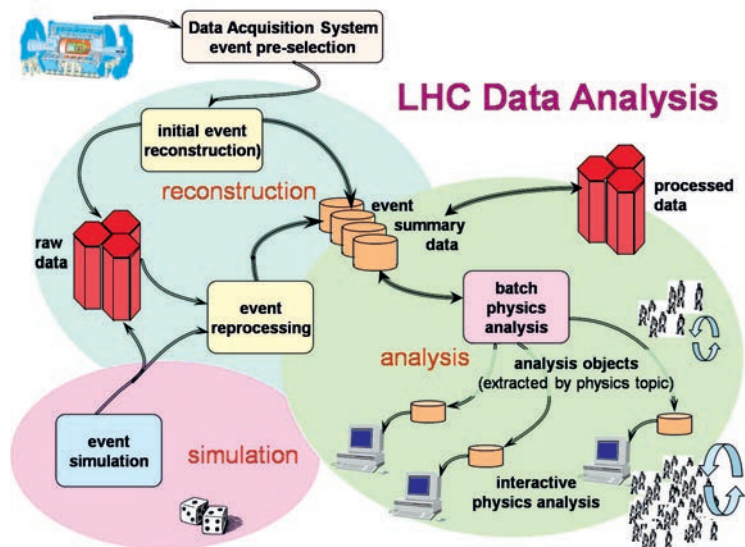 Data Acquisition System
event pre-selection
LHC Data Analysis
initial event
reconstruction)
reconstruction
event
summary
data
processed
data
raw
data
event
reprocessing
batch
physics
analysis
analysis
analysis objects
(extracted by physics topic)
event
simulation
simulation
interactive
physics analysis